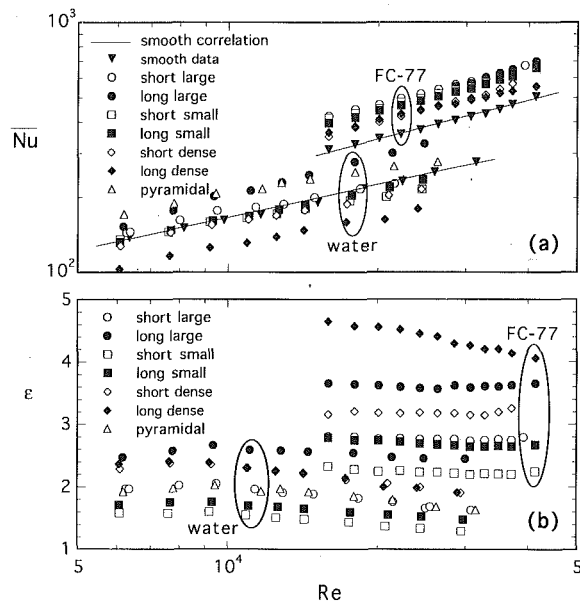 10³
(a)
smooth correlation
smooth data
short large
long large
short small
long small
short dense
long dense
pyramidal
FC-77
Nu
water
10²
5
short large
long large
short small
long small
short dense
long dense
pyramidal
FC-77
4
ε
3
2
water
(b)
1
5
10⁴
5
Re